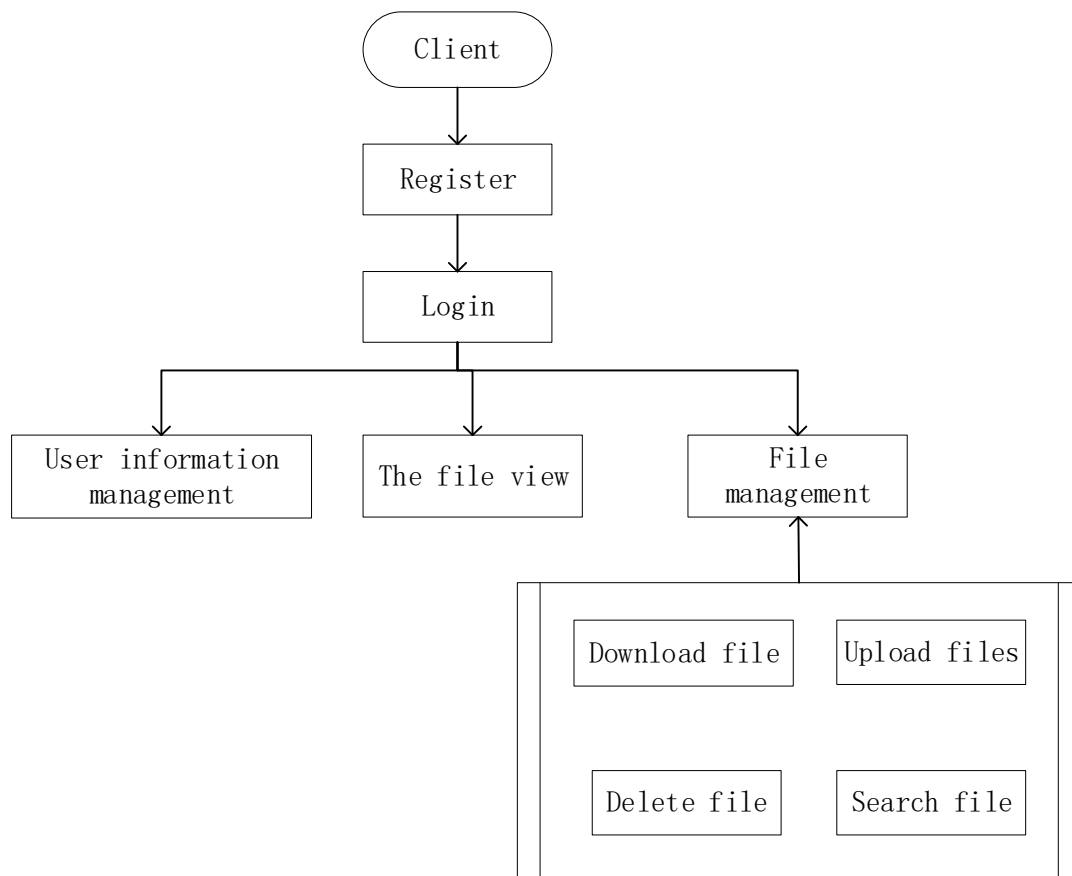 Client
Register
Login
User information
management
The file view
File
management
Download file
Upload files
Delete file
Search file